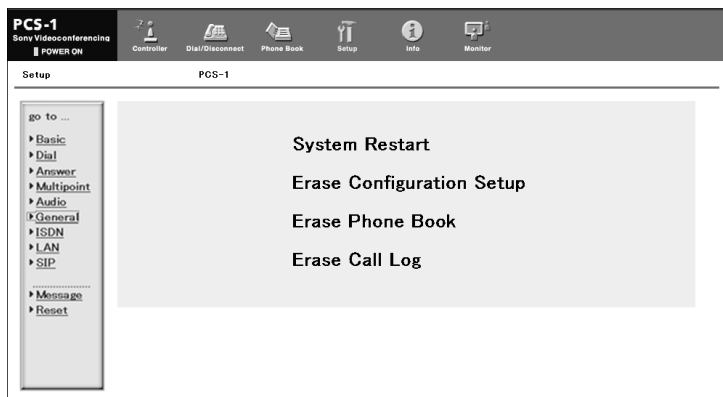 PCS-1
Sony Videoconferencing
POWER ON
Controller
Dial/Disconnect
Phone Book
Setup
Info
Monitor
Setup
PCS-1
go to ...
Basic
Dial
Answer
Multipoint
Audio
General
ISDN
LAN
SIP
Message
Reset
System Restart
Erase Configuration Setup
Erase Phone Book
Erase Call Log